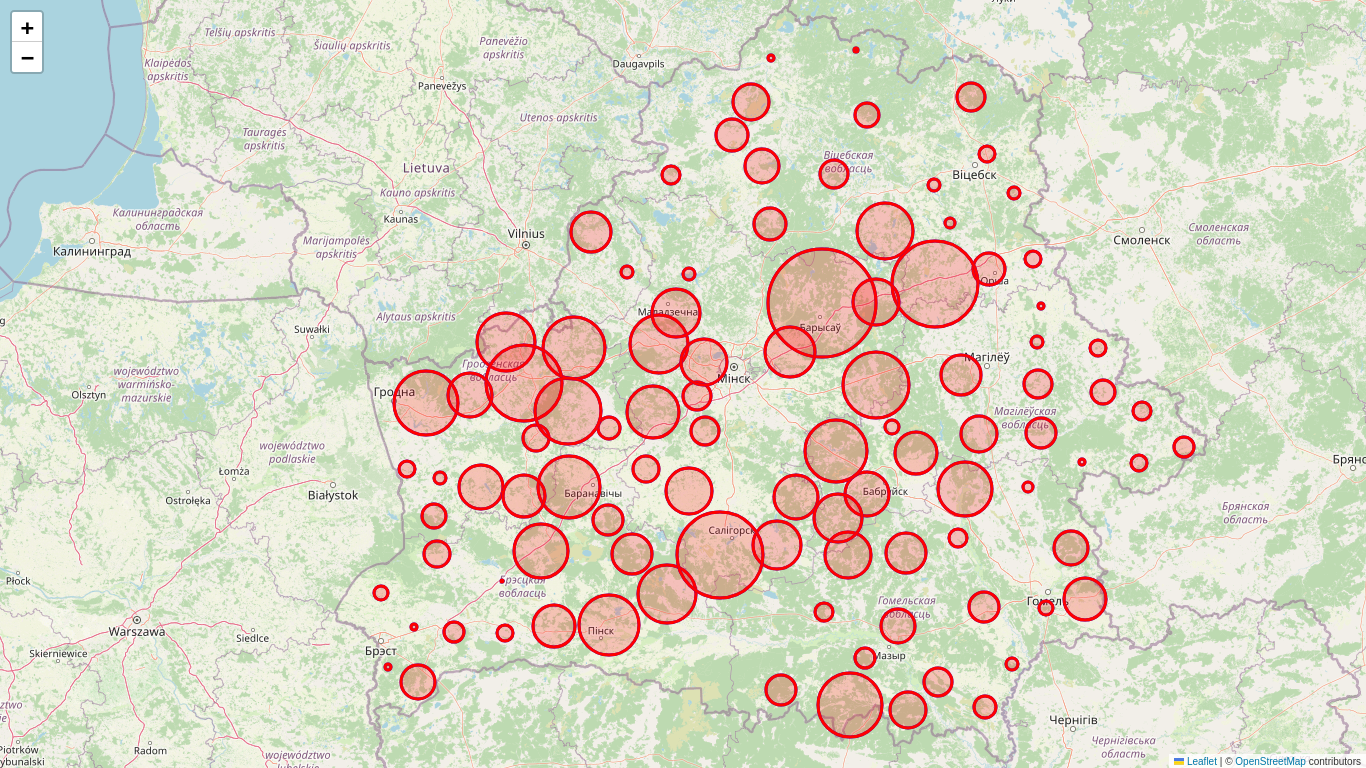 +
−
Telšių apskritis
Šiaulių apskritis
Panevėžio
apskritis
Луки
Klaipėdos
apskritis
Daugavpils
Panevėžys
Utenos apskritis
Tauragės
apskritis
Lietuva
Віцебская
вобласць
Віцебск
Kauno apskritis
Калининградская
область
Kaunas
Vilnius
Marijampolės
apskritis
Смоленск
Смоленская
область
Калининград
Орша
Alytaus apskritis
Маладзечна
Барысаў
Suwałki
Магілёў
Гродзенская
вобласць
Мінск
województwo
warmińsko-
mazurskie
Olsztyn
Гродна
Магілёўская
вобласць
województwo
podlaskie
Łomża
Брянс
Ostrołęka
Białystok
Баранавічы
Бабруйск
Брянская
область
Салігорск
Płock
Брэсцкая
вобласць
Гомельская
вобласць
Гомель
Warszawa
Siedlce
Пінск
Skierniewice
Брэст
Мазыр
Чернігів
Piotrków
Trybunalski
Radom
województwo
lubelskie
Чернігівська
область
Leaflet | © OpenStreetMap contributors